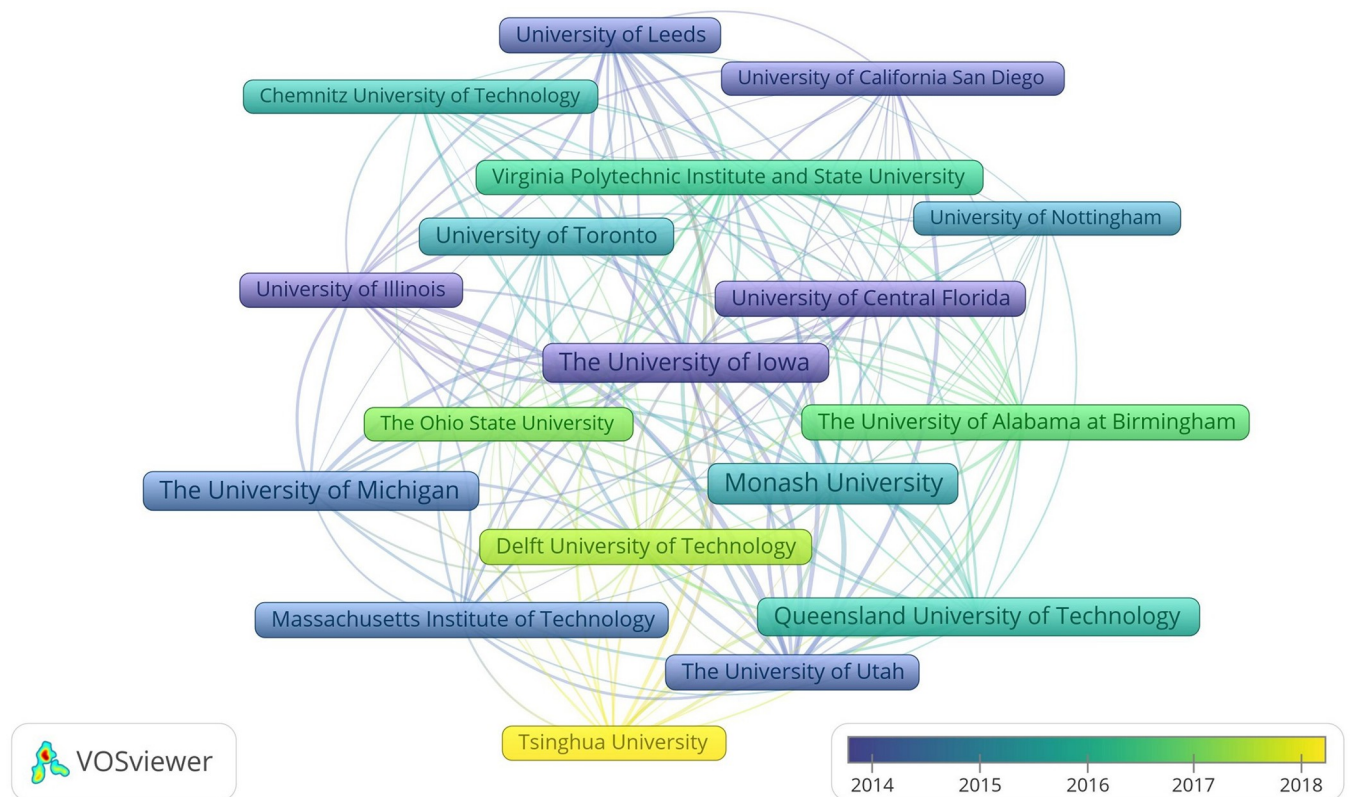 University of Leeds
University of California San Diego
Chemnitz University of Technology
Virginia Polytechnic Institute and State University
University of Nottingham
University of Toronto
University of Illinois
University of Central Florida
The University of Iowa
The Ohio State University
The University of Alabama at Birmingham
The University of Michigan
Monash University
Delft University of Technology
Massachusetts Institute of Technology
Queensland University of Technology
The University of Utah
Tsinghua University
VOSviewer
2014 2015 2016 2017 2018